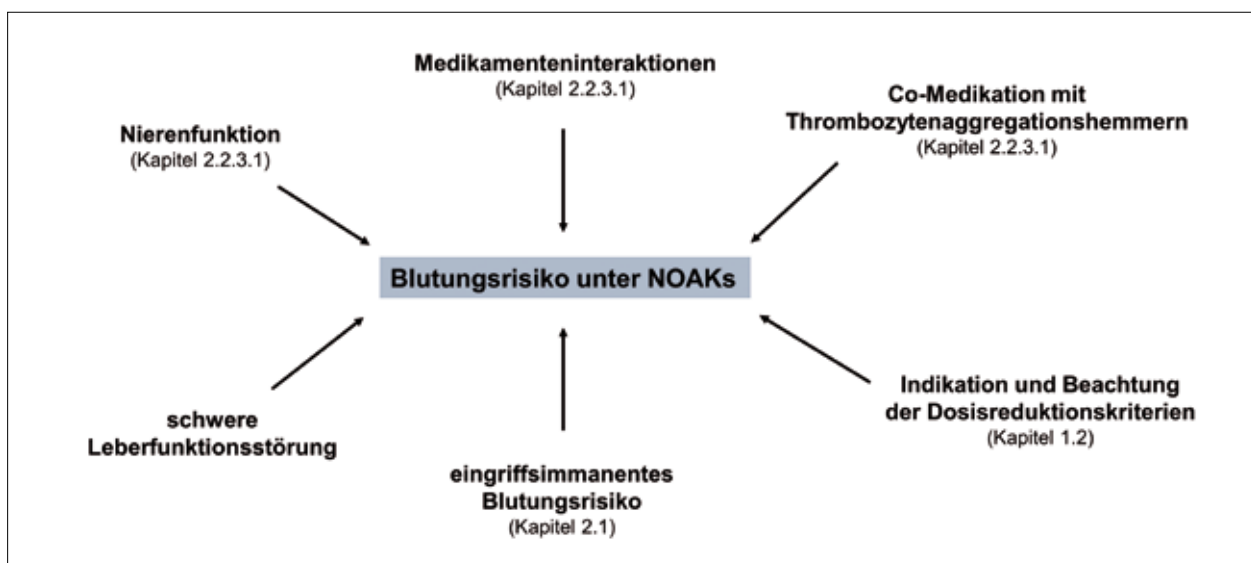 Medikamenteninteraktionen
(Kapitel 2.2.3.1)
Co-Medikation mit
Thrombozytenaggregationshemmern
(Kapitel 2.2.3.1)
Nierenfunktion
(Kapitel 2.2.3.1)
Blutungsrisiko unter NOAKs
schwere
Leberfunktionsstörung
eingriffsimmanentes
Blutungsrisiko
(Kapitel 2.1)
Indikation und Beachtung
der Dosisreduktionskriterien
(Kapitel 1.2)